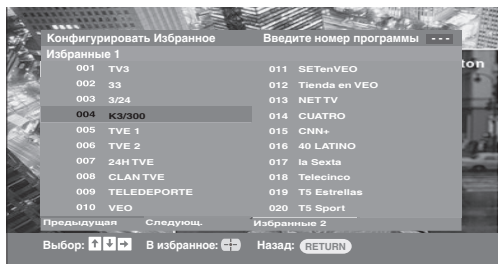 Конфигурировать Избранное Введите номер программы ---
Избранные 1
001 TV3
002 33
003 3/24
004 K3/300
005 TVE 1
006 TVE 2
007 24H TVE
008 CLAN TVE
009 TELEDEPORTE
010 VEO
011 SETenVEO
012 Tienda en VEO
013 NET TV
014 CUATRO
015 CNN+
016 40 LATINO
017 la Sexta
018 Telecinco
019 T5 Estrellas
020 T5 Sport
Предыдущая Следующ. Избранные 2
Выбор: В избранное: Назад: RETURN
ton